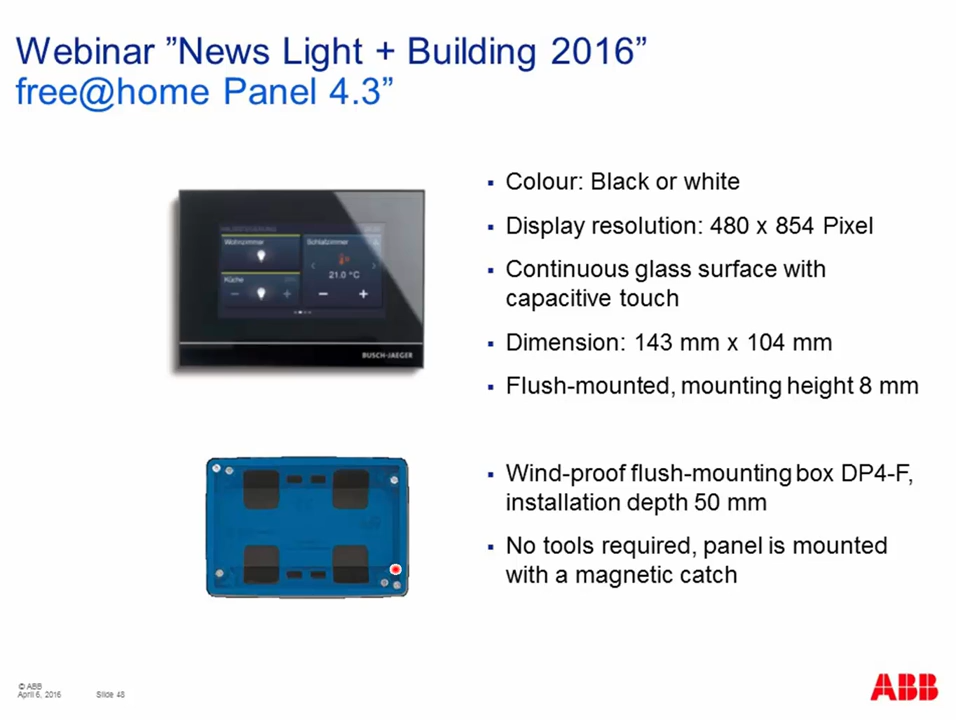 Webinar ”News Light + Building 2016”
free@home Panel 4.3”
Wohnzimmer
Schlafzimmer
21.0 °C
Küche
− +
− +
BUSCH-JAEGER
▪ Colour: Black or white
▪ Display resolution: 480 x 854 Pixel
▪ Continuous glass surface with
capacitive touch
▪ Dimension: 143 mm x 104 mm
▪ Flush-mounted, mounting height 8 mm
▪ Wind-proof flush-mounting box DP4-F,
installation depth 50 mm
▪ No tools required, panel is mounted
with a magnetic catch
© ABB
April 6, 2016 Slide 48
ABB